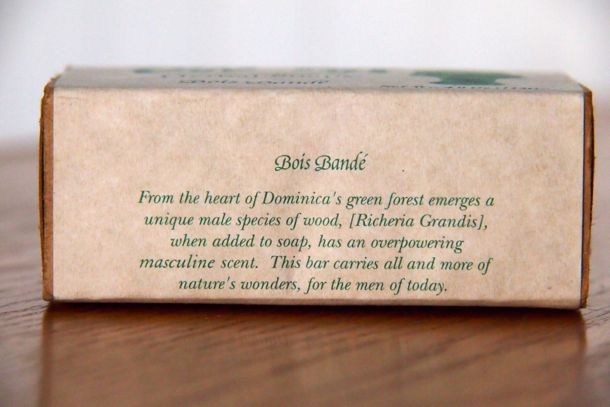 Bois Bandé
From the heart of Dominica's green forest emerges a
unique male species of wood, [Richeria Grandis],
when added to soap, has an overpowering
masculine scent. This bar carries all and more of
nature's wonders, for the men of today.